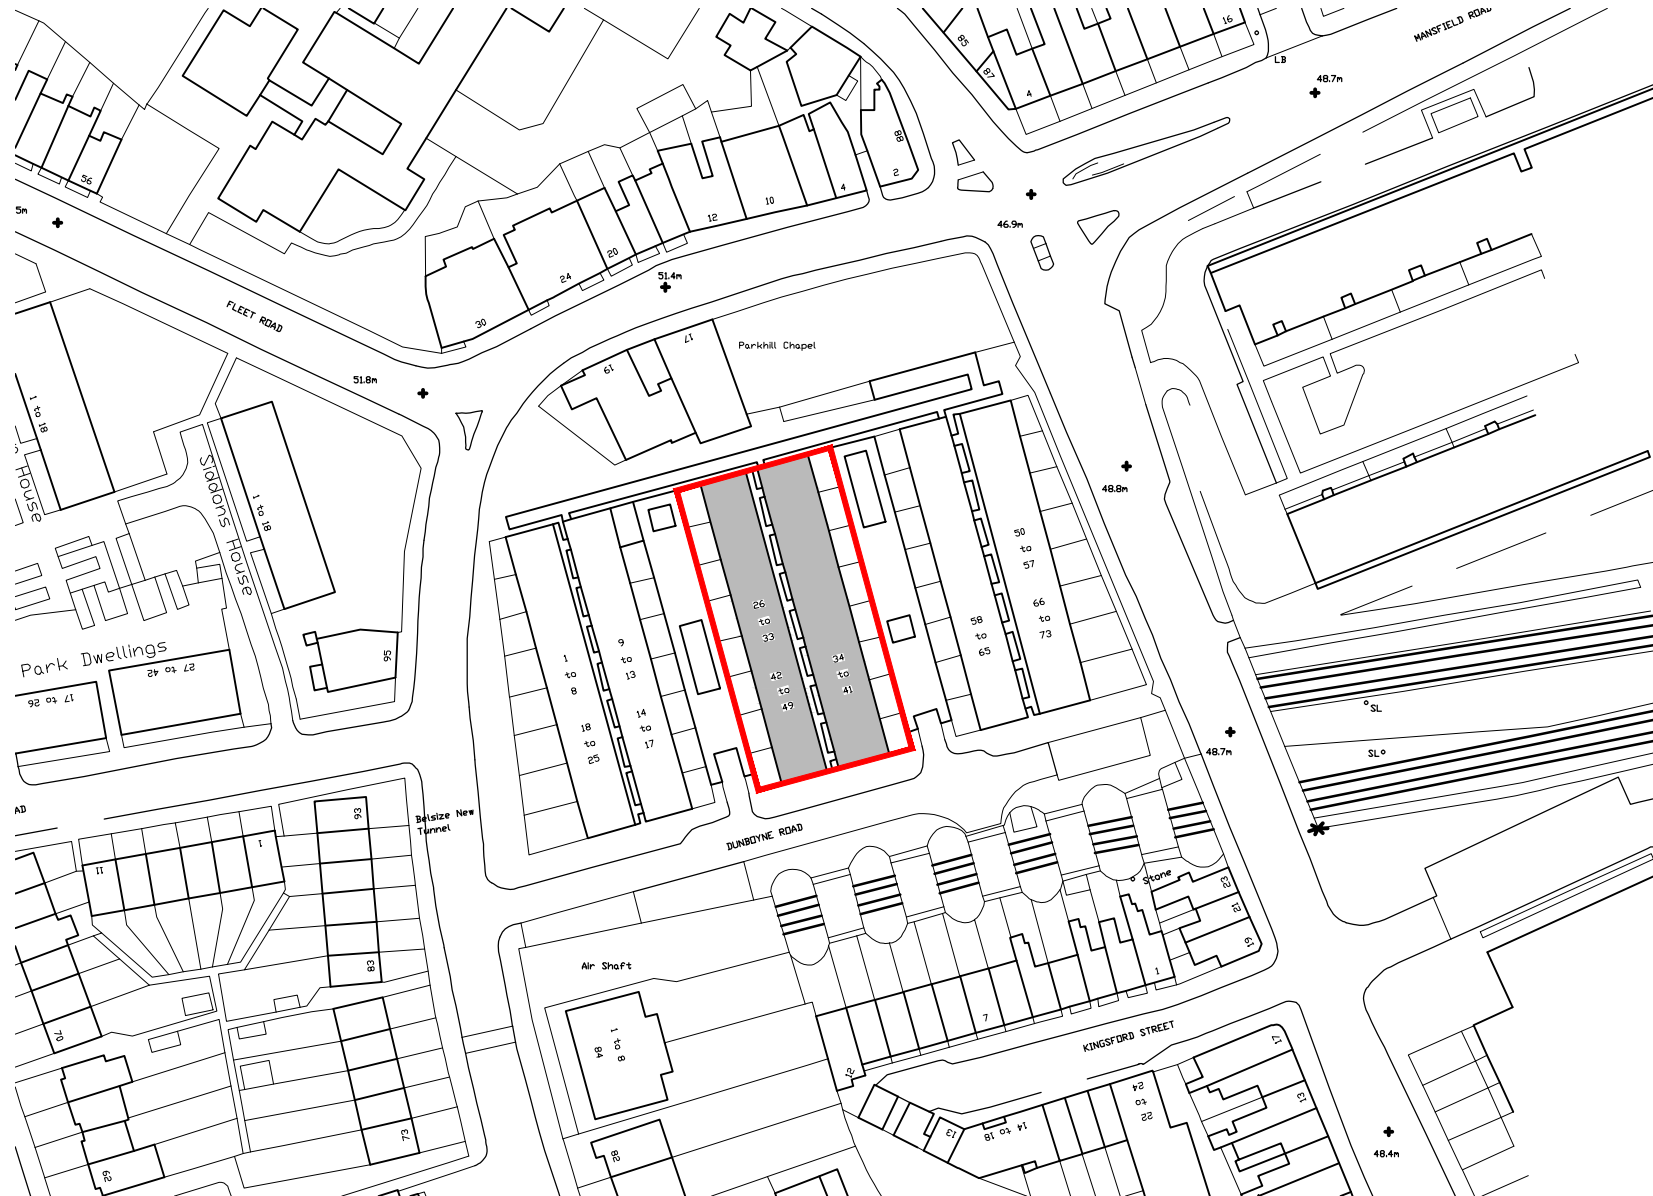 MANSFIELD ROAD
16
85
87
4
LB
48.7m
56
5m
88
2
4
10
12
20
24
30
46.9m
51.4m
FLEET ROAD
51.8m
17
19
Parkhill Chapel
1 to 18
House
Siddons House
1 to 18
48.8m
50
to
57
66
to
73
58
to
65
26
to
33
42
to
49
34
to
41
9
to
13
14
to
17
1
to
8
18
to
25
95
Park Dwellings
27 to 42
17 to 26
SL
SL
48.7m
AD
Belsize New
Tunnel
DUNBOYNE ROAD
93
1
11
83
Stone
23
21
19
Air Shaft
70
7
1
12
1 to 8
84
KINGSFORD STREET
17
13
24
to
22
14 to 18
13
73
62
82
48.4m